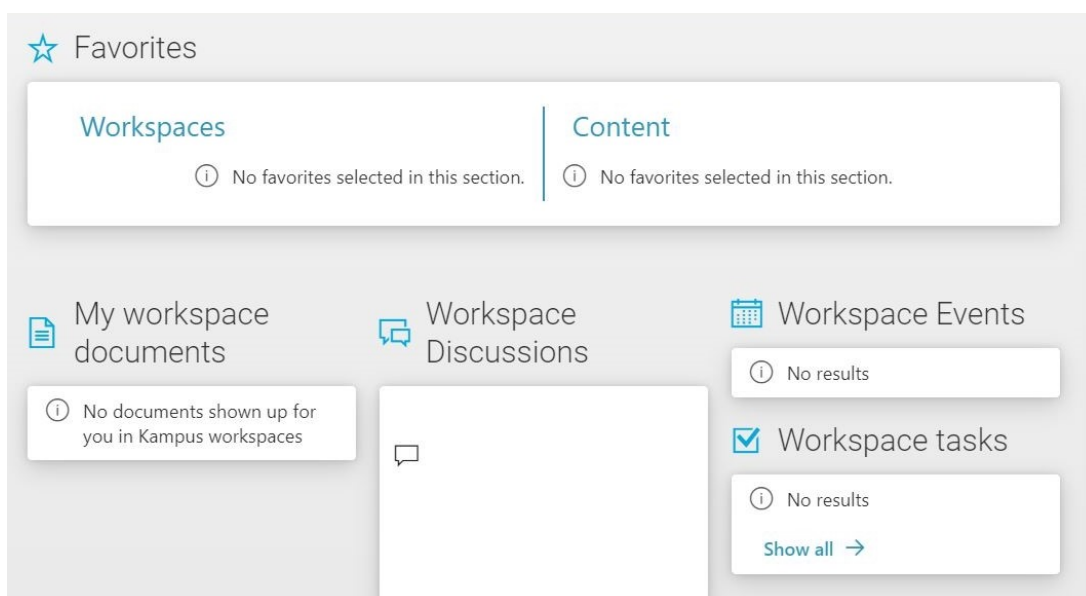 Favorites
Workspaces
No favorites selected in this section.
Content
No favorites selected in this section.
My workspace
documents
No documents shown up for
you in Kampus workspaces
Workspace
Discussions
Workspace Events
No results
Workspace tasks
No results
Show all